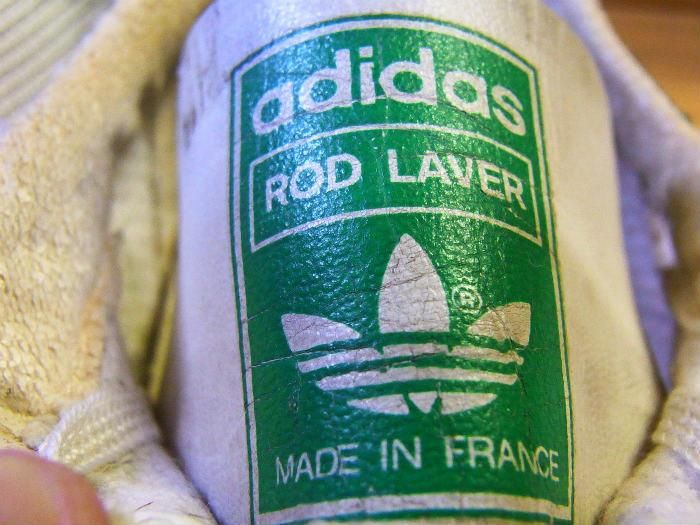 adidas
ROD LAVER
®
MADE IN FRANCE